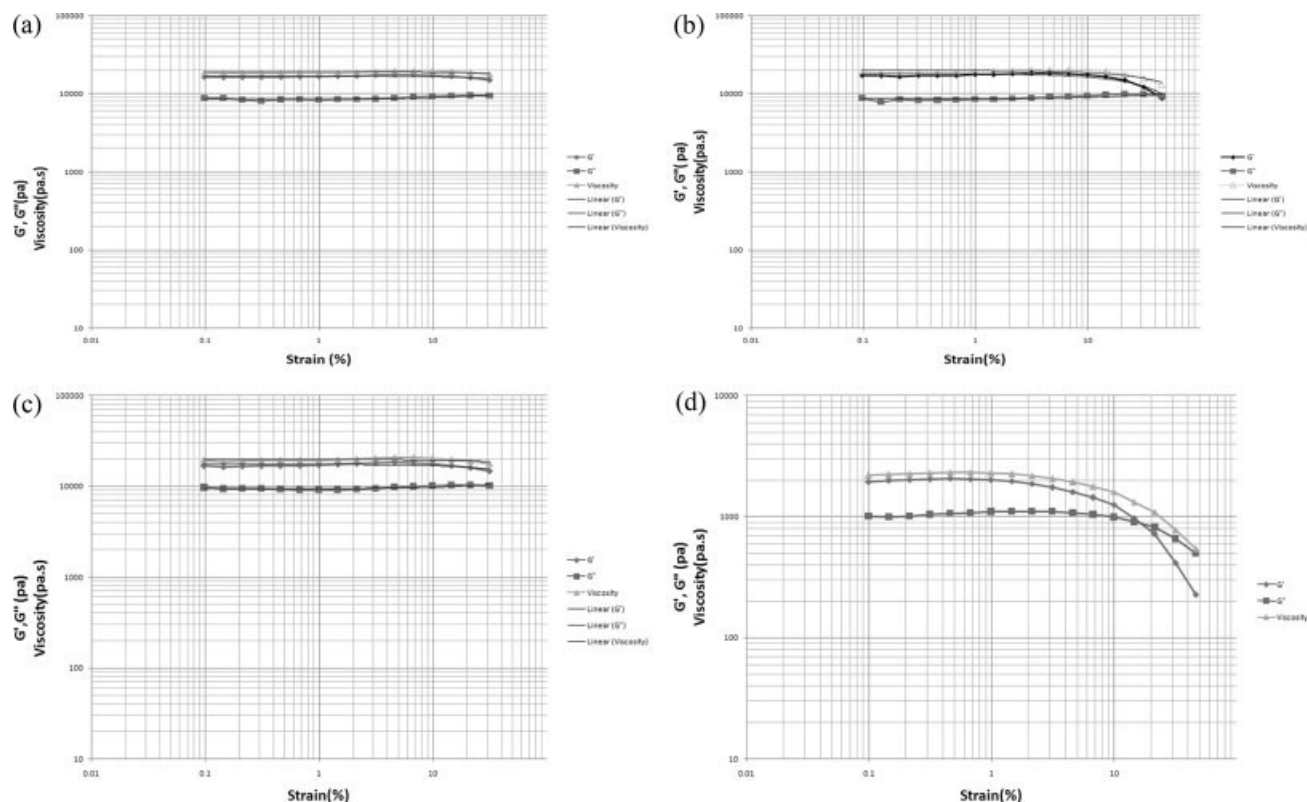 (a)
100000
10000
1000
100
10
0.01
0.1
1
10
G', G"(pa)
Viscosity(pa.s)
Strain (%)
G'
G"
Viscosity
Linear (G')
Linear (G")
Linear (Viscosity)
(b)
100000
10000
1000
100
10
0.01
0.1
1
10
G', G"( pa)
Viscosity(pa.s)
Strain(%)
G'
G"
Viscosity
Linear (G')
Linear (G")
Linear (Viscosity)
(c)
100000
10000
1000
100
10
0.01
0.1
1
10
G',G" (pa)
Viscosity(pa.s)
Strain(%)
G'
G"
Viscosity
Linear (G')
Linear (G")
Linear (Viscosity)
(d)
10000
1000
100
10
0.01
0.1
1
10
G', G" (pa)
Viscosity(pa.s)
Strain(%)
G'
G"
Viscosity